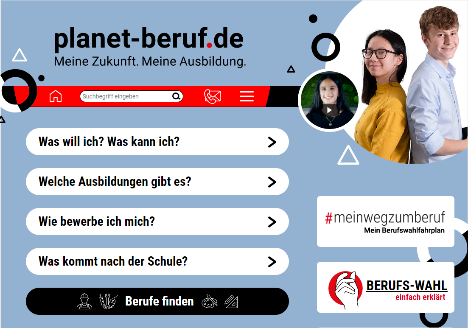 planet-beruf.de
Meine Zukunft. Meine Ausbildung.
Suchbegriff eingeben
Was will ich? Was kann ich?
Welche Ausbildungen gibt es?
Wie bewerbe ich mich?
Was kommt nach der Schule?
Berufe finden
#meinwegzumberuf
Mein Berufswahlfahrplan
BERUFS-WAHL
einfach erklärt